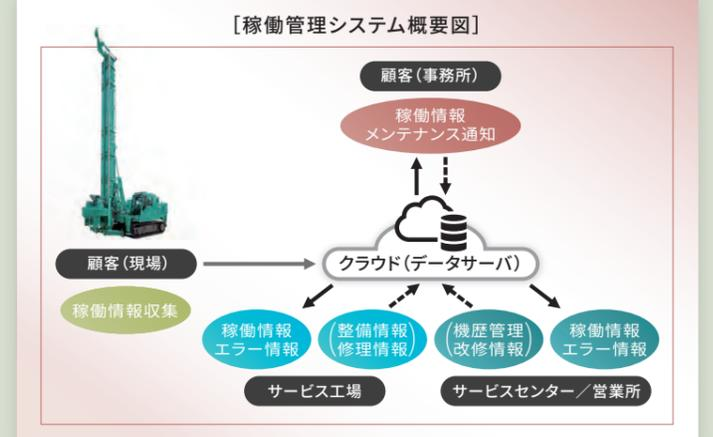 ［稼働管理システム概要図］
顧客（事務所）
稼働情報
メンテナンス通知
顧客（現場）
クラウド（データサーバ）
稼働情報収集
稼働情報
エラー情報
（整備情報
修理情報）
（機歴管理
改修情報）
稼働情報
エラー情報
サービス工場
サービスセンター／営業所